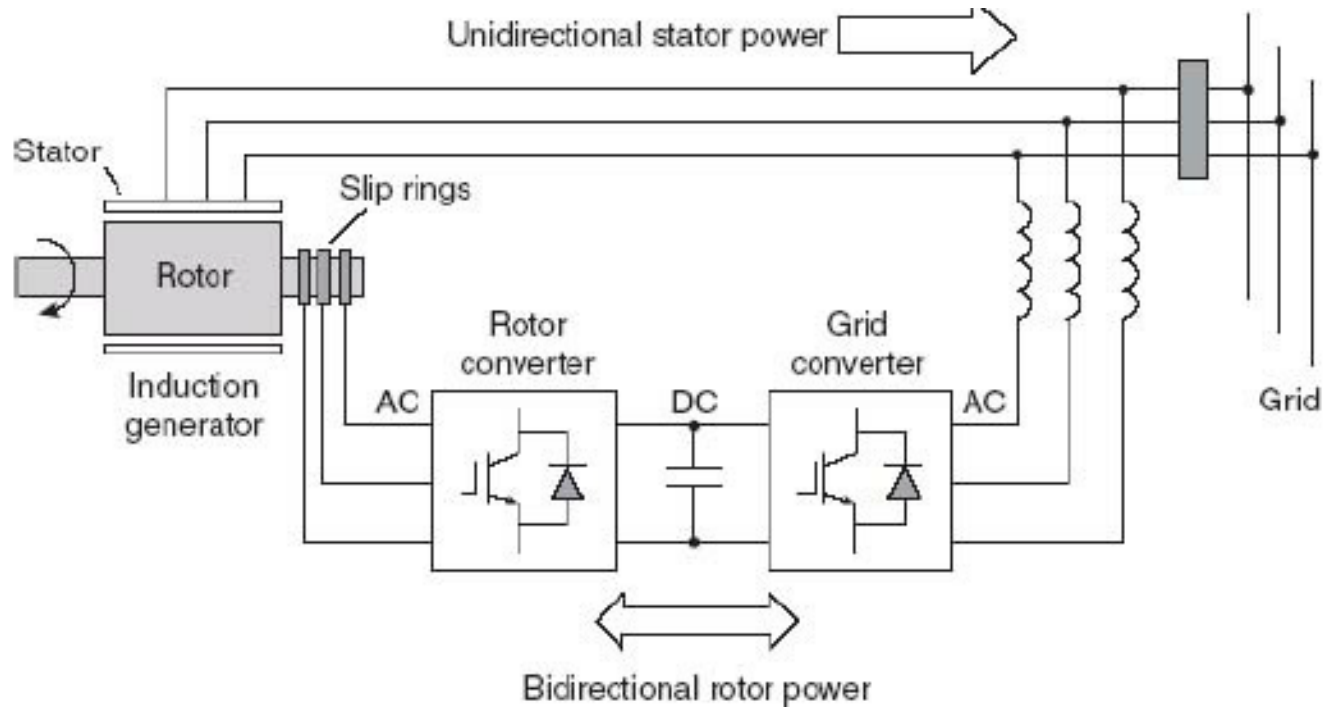 Unidirectional stator power
Stator
Slip rings
Rotor
Induction
generator
Rotor
converter
Grid
converter
AC
DC
AC
Grid
Bidirectional rotor power